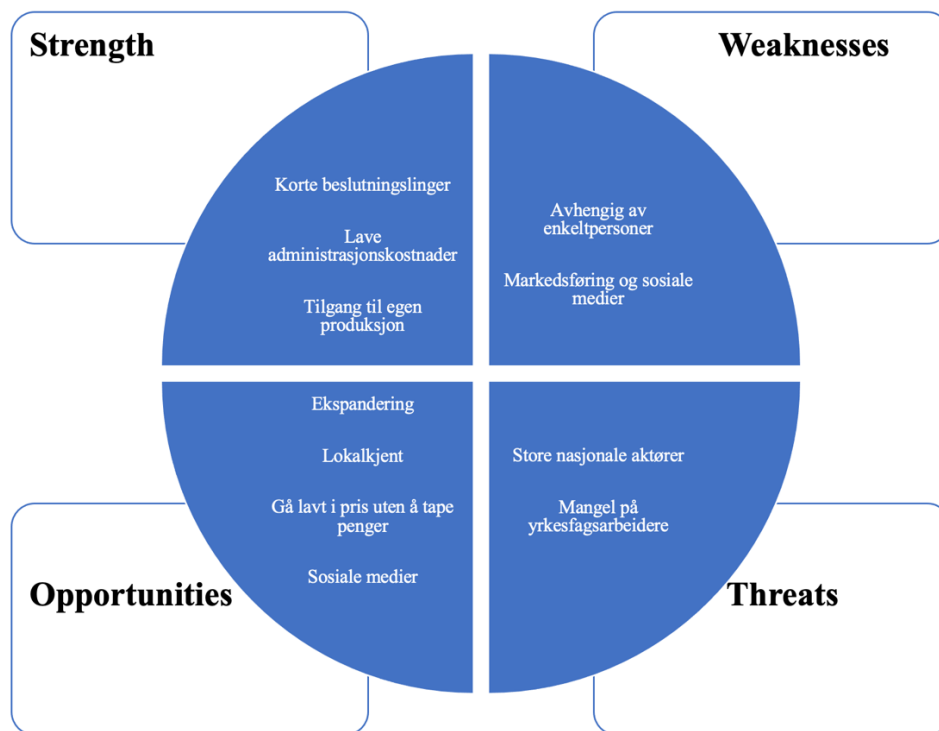 Strength
Korte beslutningslinger
Lave
administrasjonskostnader
Tilgang til egen
produksjon
Weaknesses
Avhengig av
enkeltpersoner
Markedsføring og sosiale
medier
Opportunities
Ekspandering
Lokalkjent
Gå lavt i pris uten å tape
penger
Sosiale medier
Threats
Store nasjonale aktører
Mangel på
yrkesfagsarbeidere